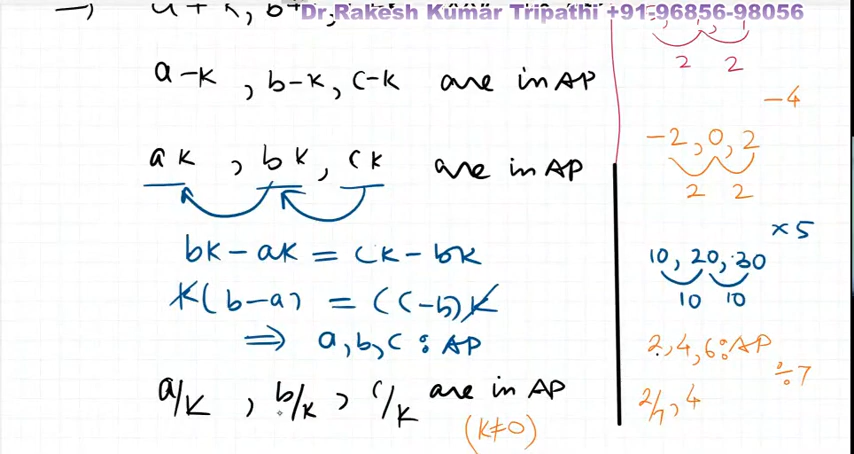 Dr.Rakesh Kumar Tripathi +91-96856-98056
a-k , b-k, c-k are in AP
ak , bk, ck are in AP
bk-ak = ck-bk
k(b-a) = (c-b)k
⇒ a,b,c : AP
a/k , b/k , c/k are in AP
(k≠0)
2 2
-4
-2,0,2
2 2
×5
10, 20, 30
10 10
2,4,6:AP
÷7
2/7, 4